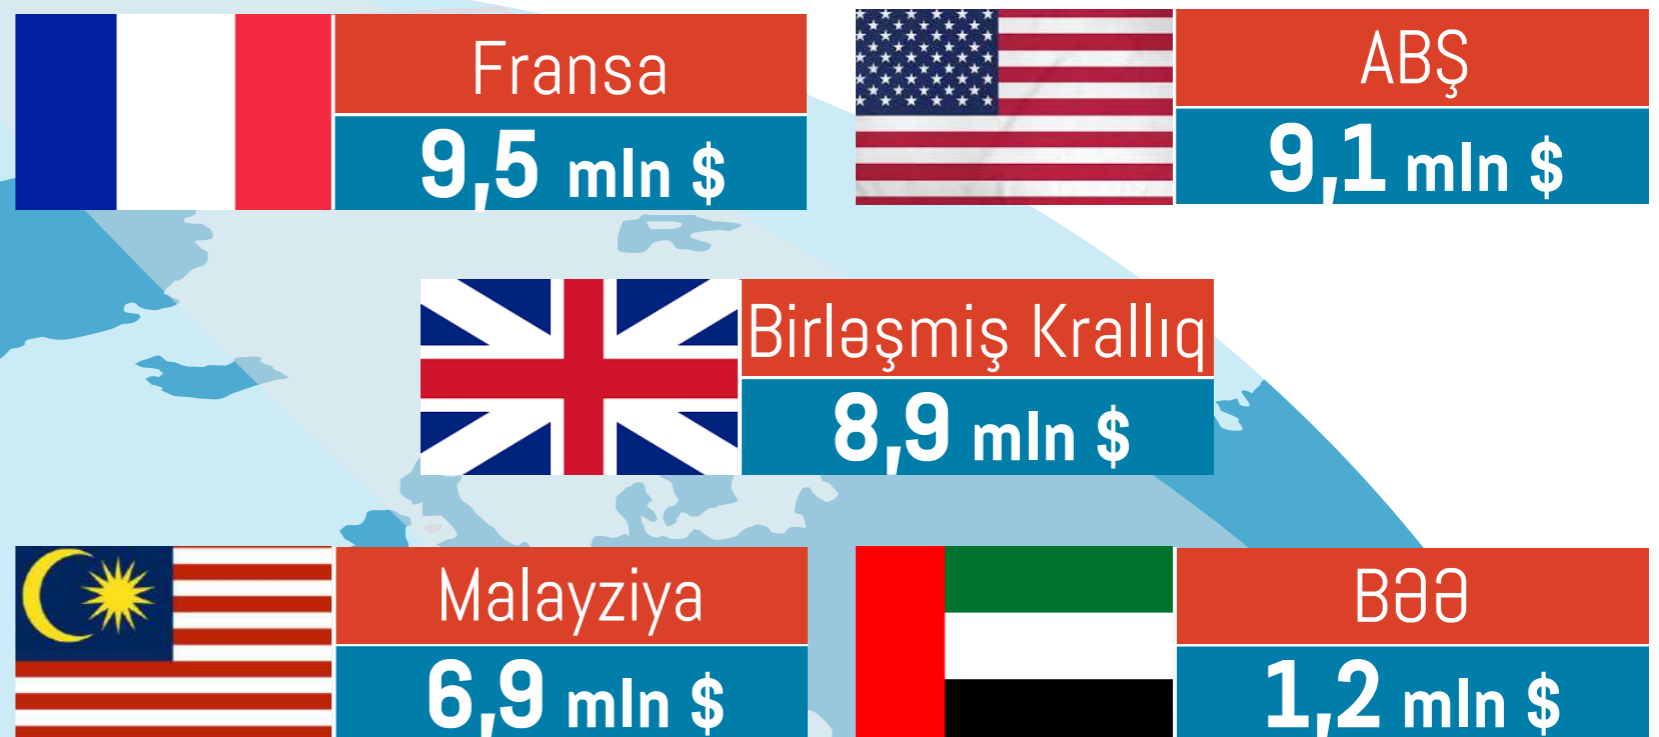 Fransa
9,5 mln $
ABŞ
9,1 mln $
Birləşmiş Krallıq
8,9 mln $
Malayziya
6,9 mln $
BƏƏ
1,2 mln $